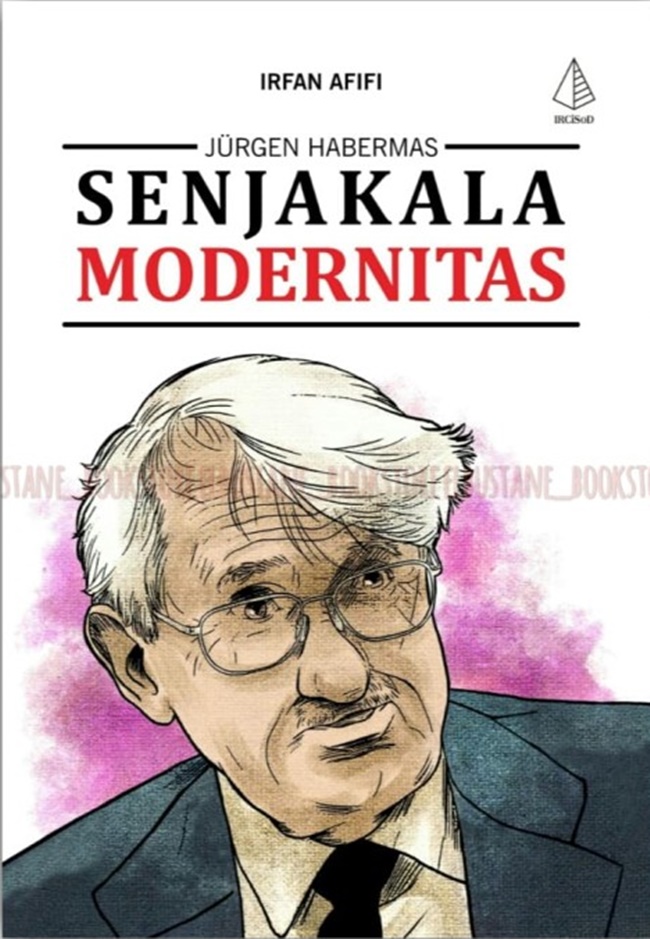 IRFAN AFIFI
IRCiSoD
JÜRGEN HABERMAS
SENJAKALA
MODERNITAS